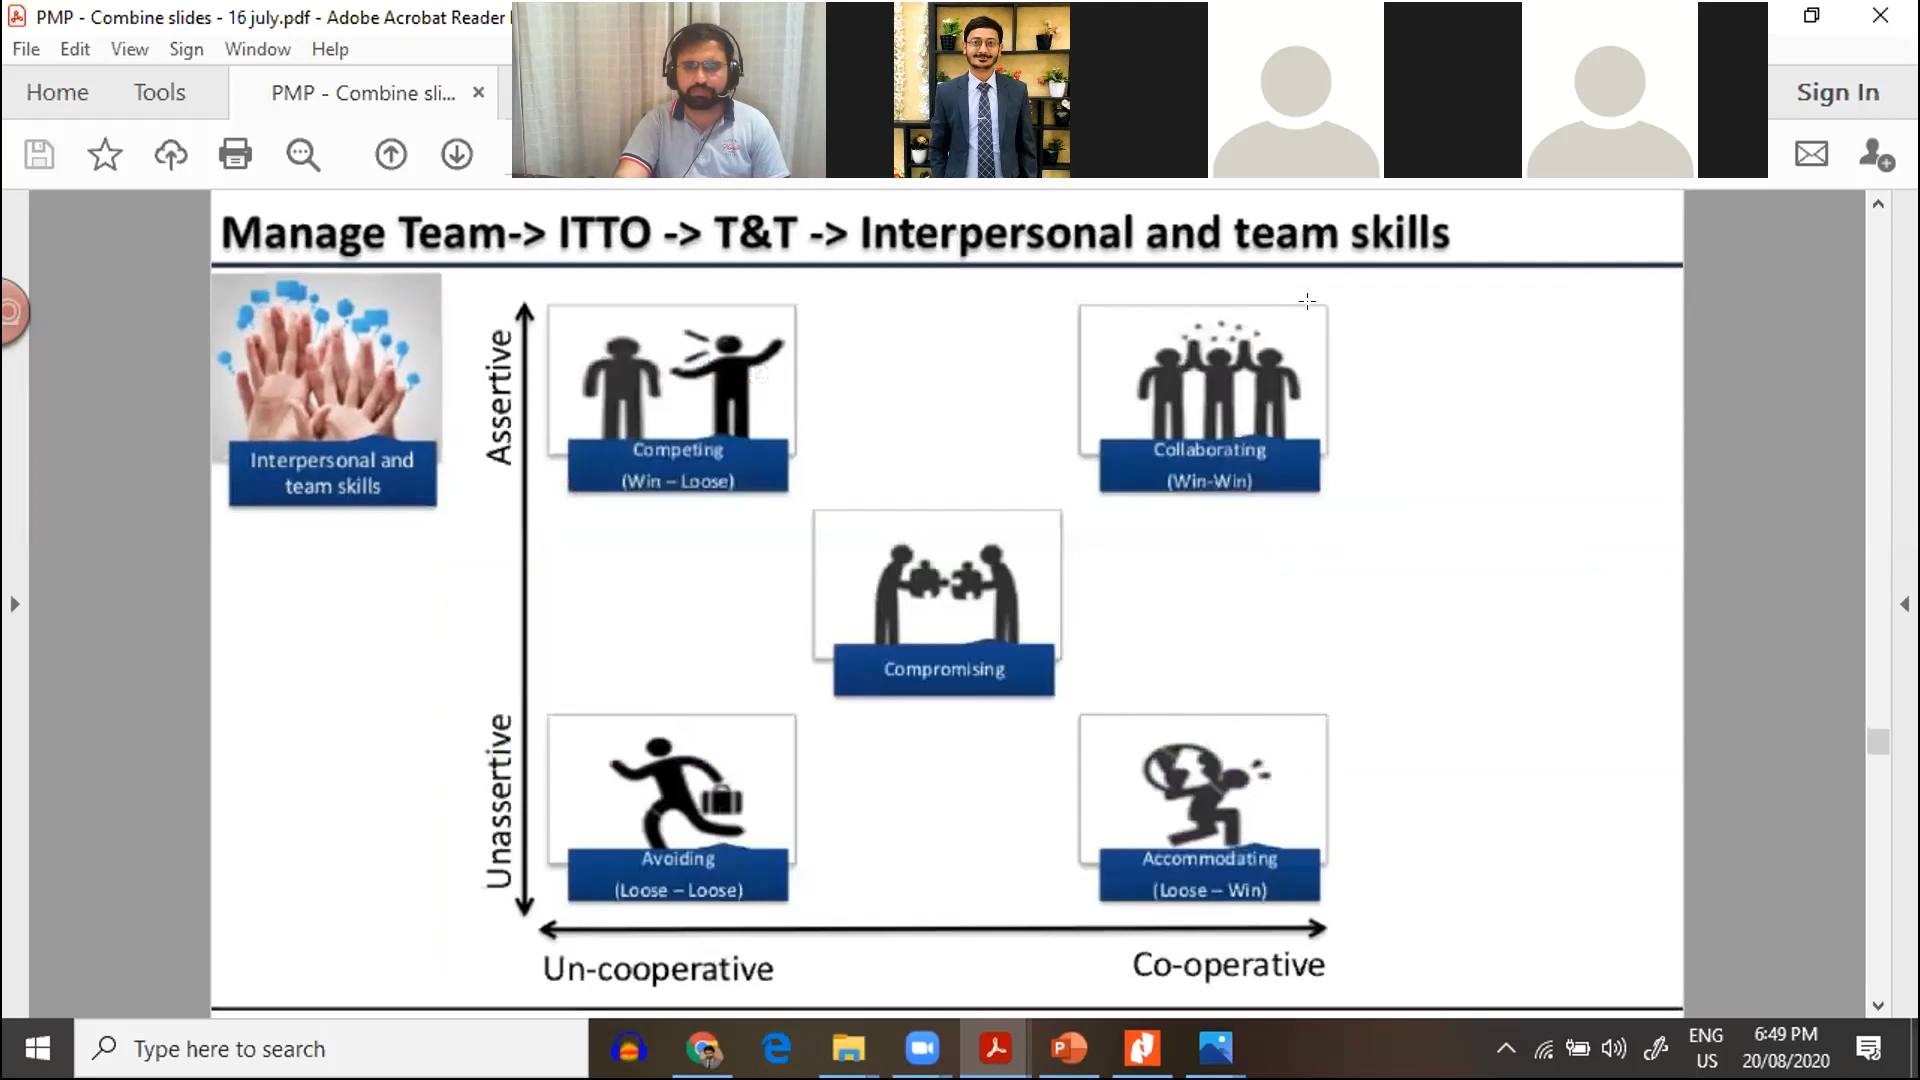 PMP - Combine slides - 16 july.pdf - Adobe Acrobat Reader
File Edit View Sign Window Help
Home Tools PMP - Combine sli... Sign In
Manage Team-> ITTO -> T&T -> Interpersonal and team skills
Interpersonal and
team skills
Assertive
Unassertive
Competing
(Win – Loose)
Collaborating
(Win-Win)
Compromising
Avoiding
(Loose – Loose)
Accommodating
(Loose – Win)
Un-cooperative
Co-operative
Type here to search
ENG
US
6:49 PM
20/08/2020